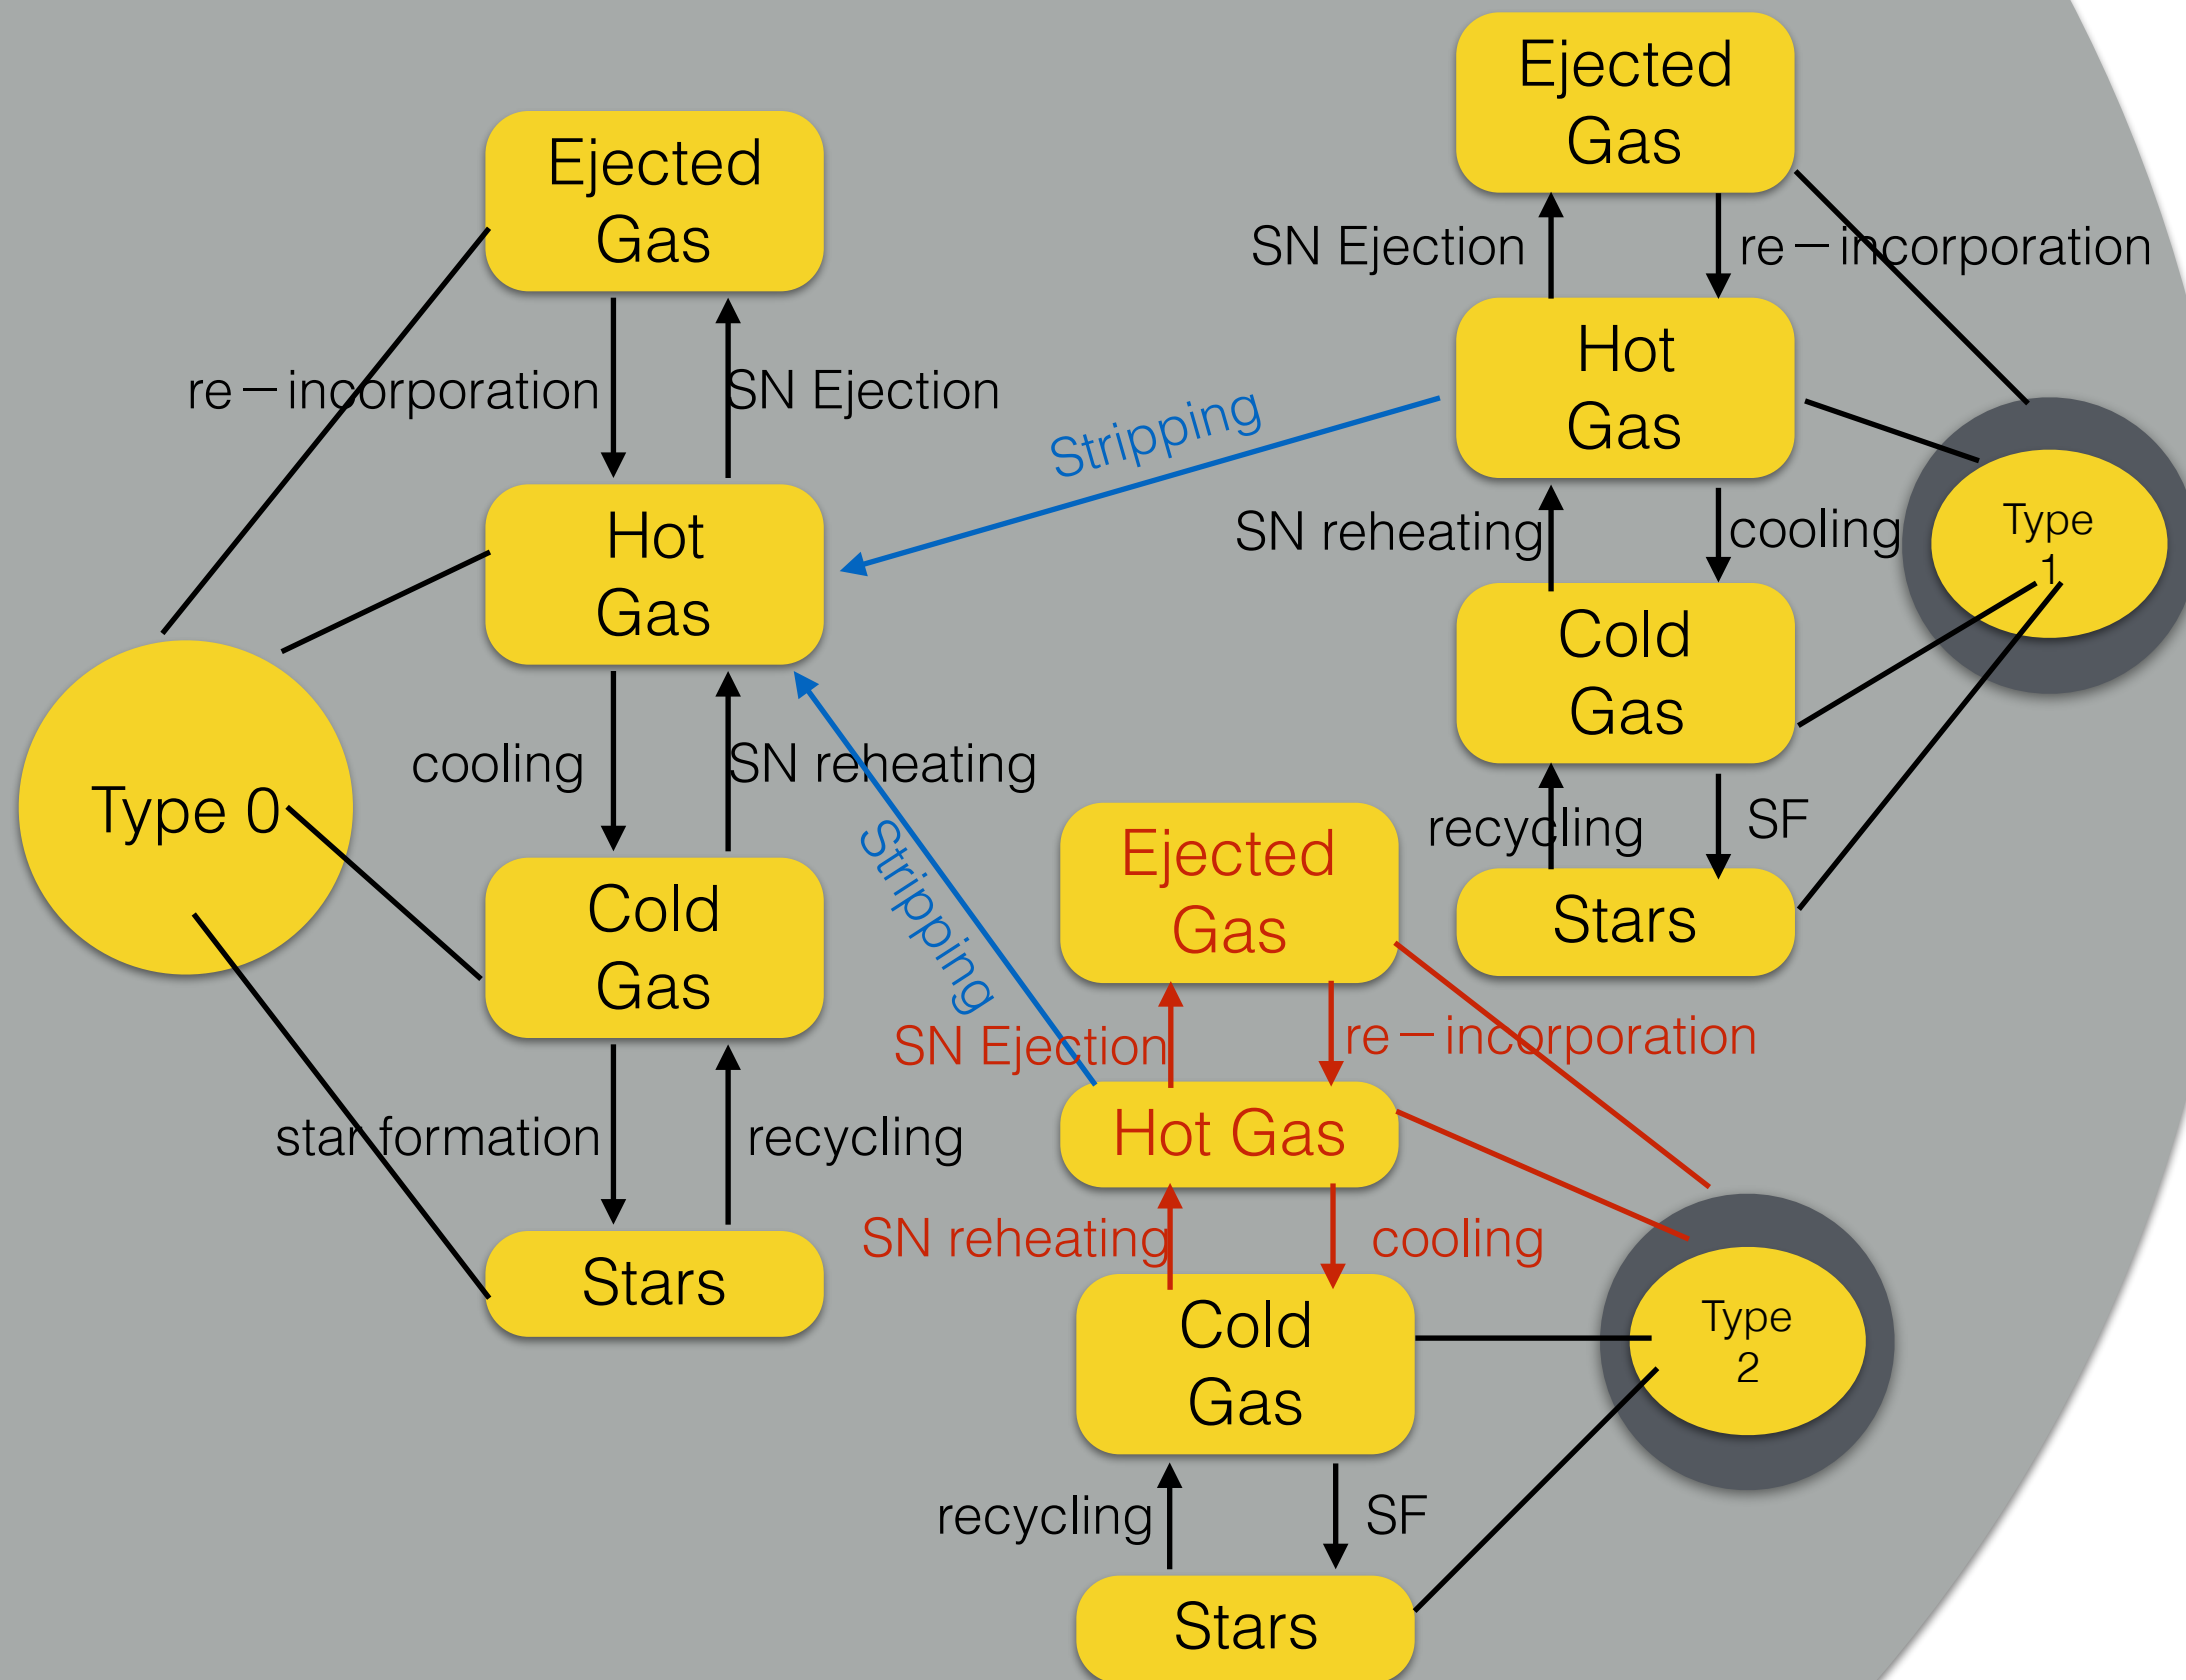 Ejected
Gas
re–incorporation
SN Ejection
Hot
Gas
Type 0
cooling
SN reheating
Cold
Gas
star formation
recycling
Stars
Stripping
Stripping
Ejected
Gas
SN Ejection
re–incorporation
Hot
Gas
SN reheating
cooling
Type
1
Cold
Gas
recycling
SF
Stars
Ejected
Gas
SN Ejection
re–incorporation
Hot Gas
SN reheating
cooling
Cold
Gas
Type
2
recycling
SF
Stars